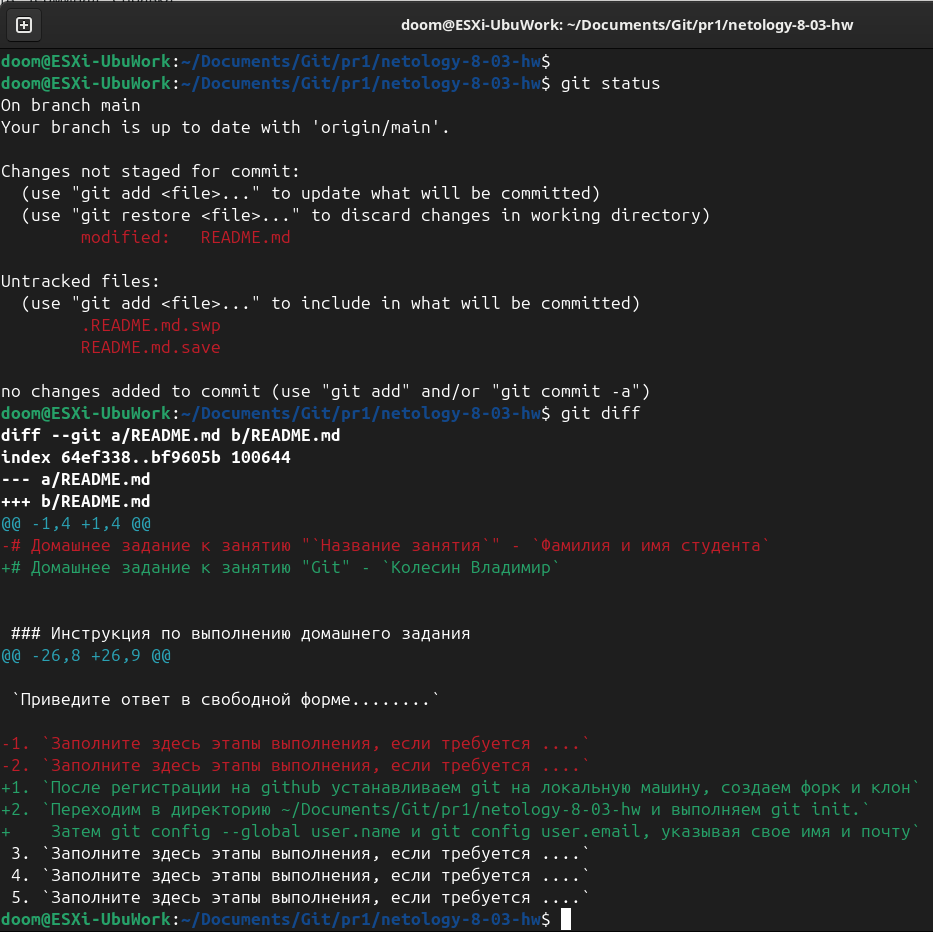 doom@ESXi-UbuWork: ~/Documents/Git/pr1/netology-8-03-hw
doom@ESXi-UbuWork:~/Documents/Git/pr1/netology-8-03-hw$
doom@ESXi-UbuWork:~/Documents/Git/pr1/netology-8-03-hw$ git status
On branch main
Your branch is up to date with 'origin/main'.
Changes not staged for commit:
  (use "git add <file>..." to update what will be committed)
  (use "git restore <file>..." to discard changes in working directory)
        modified:   README.md
Untracked files:
  (use "git add <file>..." to include in what will be committed)
        .README.md.swp
        README.md.save
no changes added to commit (use "git add" and/or "git commit -a")
doom@ESXi-UbuWork:~/Documents/Git/pr1/netology-8-03-hw$ git diff
diff --git a/README.md b/README.md
index 64ef338..bf9605b 100644
--- a/README.md
+++ b/README.md
@@ -1,4 +1,4 @@
-# Домашнее задание к занятию "`Название занятия`" - `Фамилия и имя студента`
+# Домашнее задание к занятию "Git" - `Колесин Владимир`
 ### Инструкция по выполнению домашнего задания
@@ -26,8 +26,9 @@
 `Приведите ответ в свободной форме........`
-1. `Заполните здесь этапы выполнения, если требуется ....`
-2. `Заполните здесь этапы выполнения, если требуется ....`
+1. `После регистрации на github устанавливаем git на локальную машину, создаем форк и клон`
+2. `Переходим в директорию ~/Documents/Git/pr1/netology-8-03-hw и выполняем git init.`
+    Затем git config --global user.name и git config user.email, указывая свое имя и почту`
 3. `Заполните здесь этапы выполнения, если требуется ....`
 4. `Заполните здесь этапы выполнения, если требуется ....`
 5. `Заполните здесь этапы выполнения, если требуется ....`
doom@ESXi-UbuWork:~/Documents/Git/pr1/netology-8-03-hw$